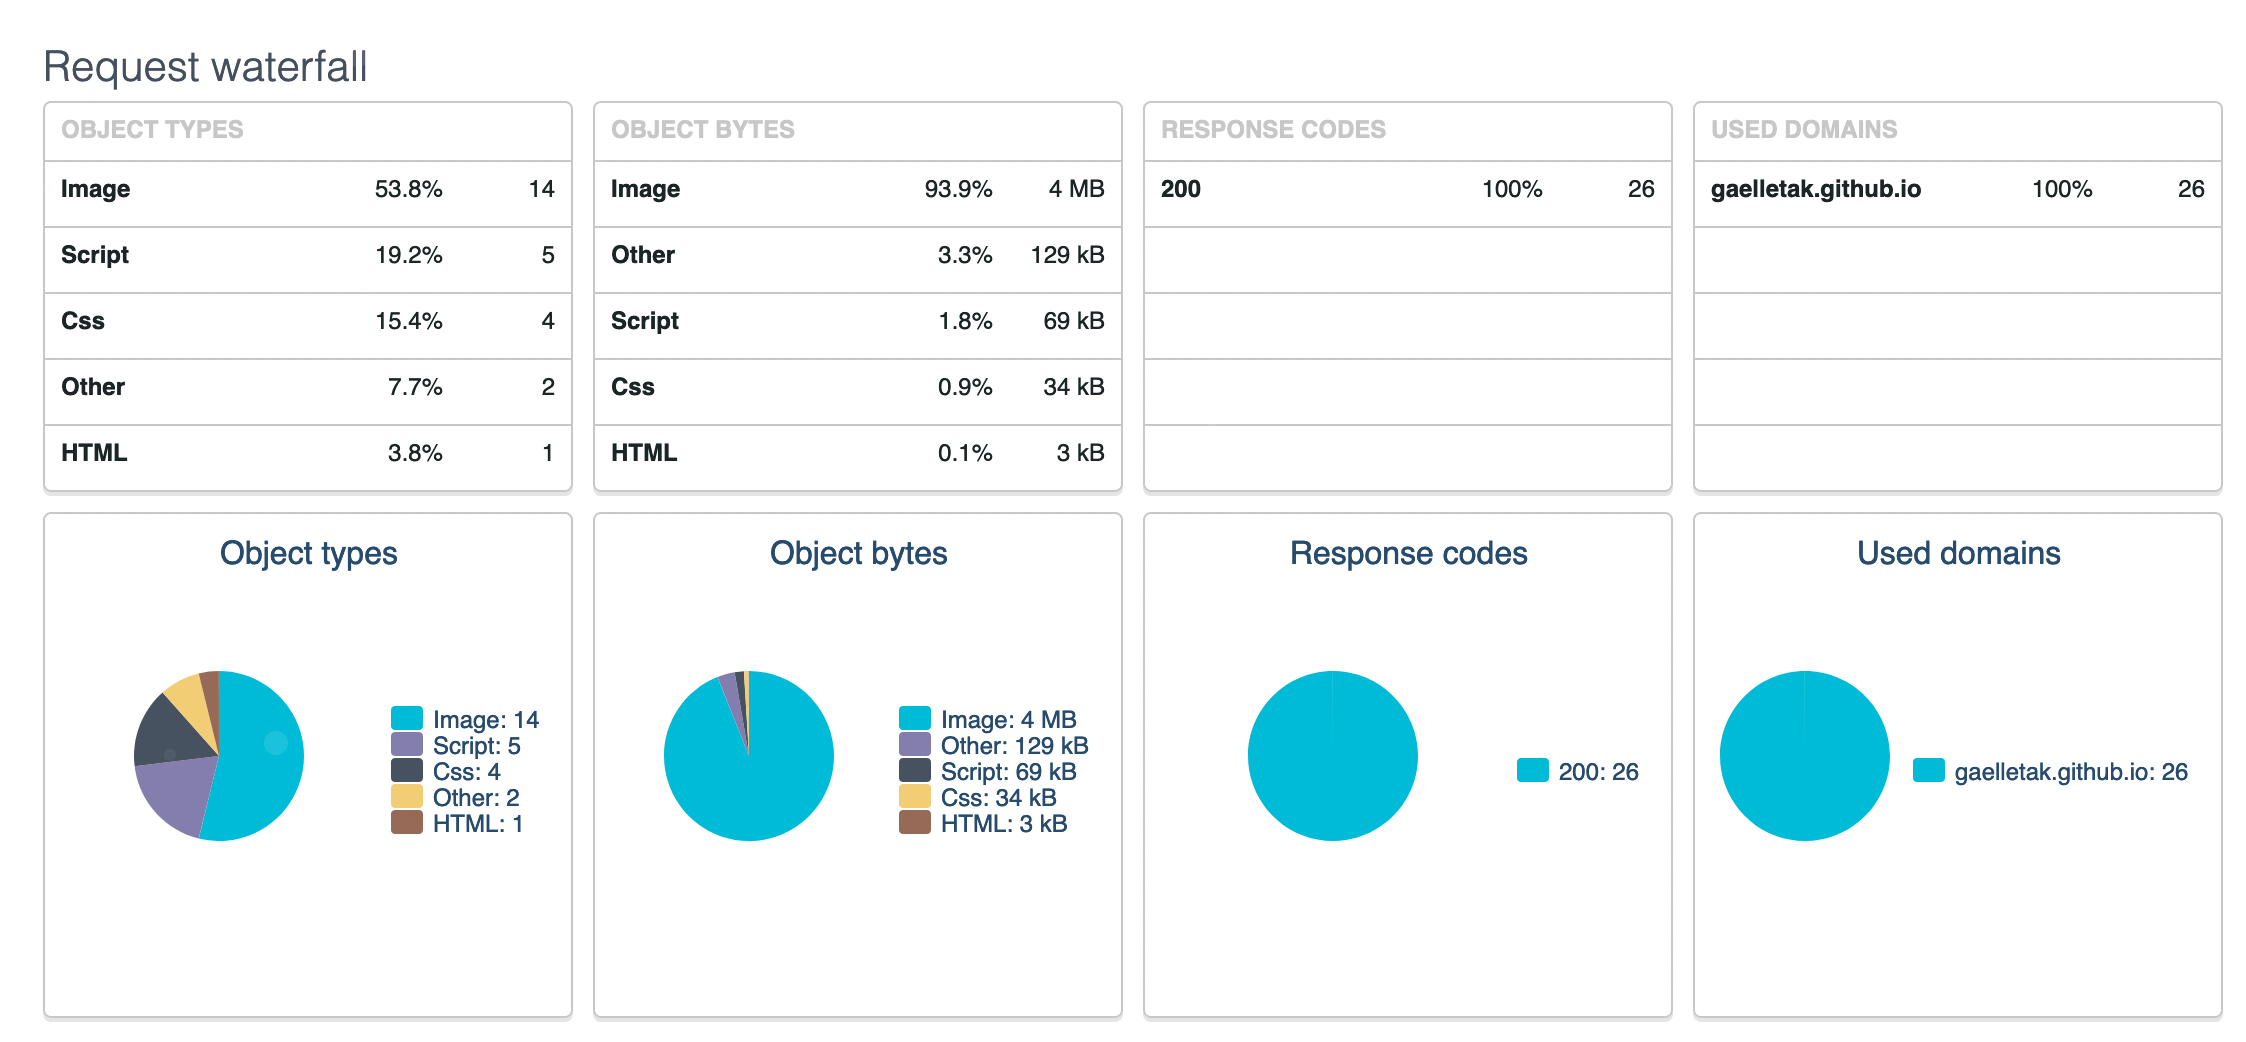 Request waterfall
OBJECT TYPES
Image 53.8% 14
Script 19.2% 5
Css 15.4% 4
Other 7.7% 2
HTML 3.8% 1
OBJECT BYTES
Image 93.9% 4 MB
Other 3.3% 129 kB
Script 1.8% 69 kB
Css 0.9% 34 kB
HTML 0.1% 3 kB
RESPONSE CODES
200 100% 26
USED DOMAINS
gaelletak.github.io 100% 26
Object types
Image: 14
Script: 5
Css: 4
Other: 2
HTML: 1
Object bytes
Image: 4 MB
Other: 129 kB
Script: 69 kB
Css: 34 kB
HTML: 3 kB
Response codes
200: 26
Used domains
gaelletak.github.io: 26